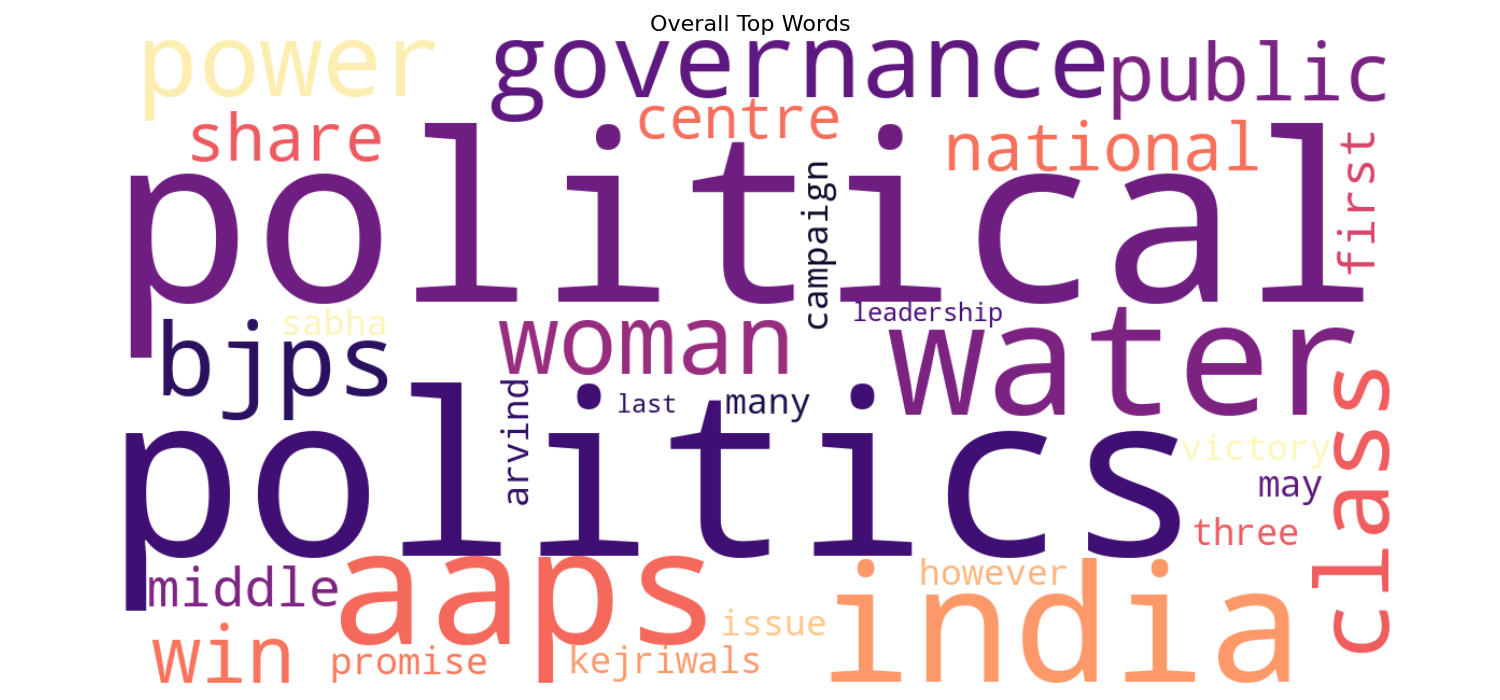 Overall Top Words
power
governance
public
share
centre
national
first
political
campaign
leadership
sabha
bjps
woman
water
class
arvind
last
many
politics
victory
may
three
middle
aaps
however
india
issue
win
promise
kejriwals